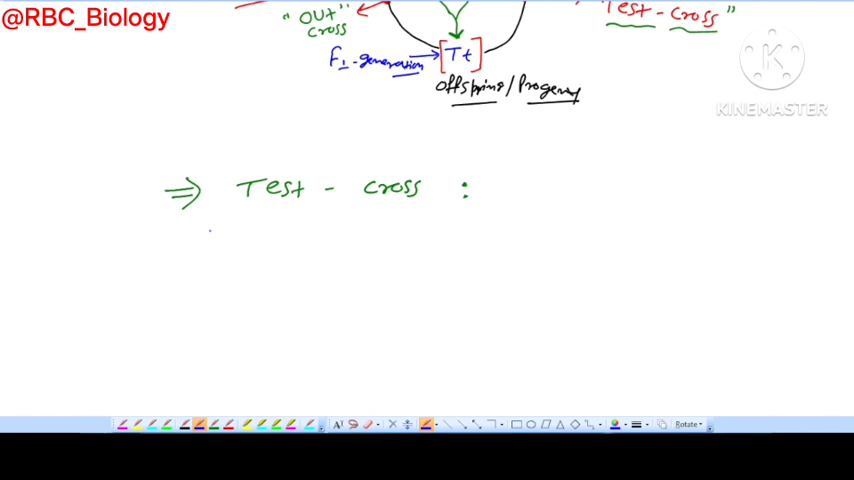 @RBC_Biology
"OUT"
cross
"Test-cross"
F1-generation → [Tt]
offspring/Progeny
KINEMASTER
⇒ Test - cross :
Rotate